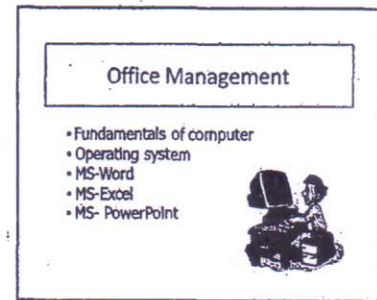 Office Management
• Fundamentals of computer
• Operating system
• MS-Word
• MS-Excel
• MS- PowerPoint